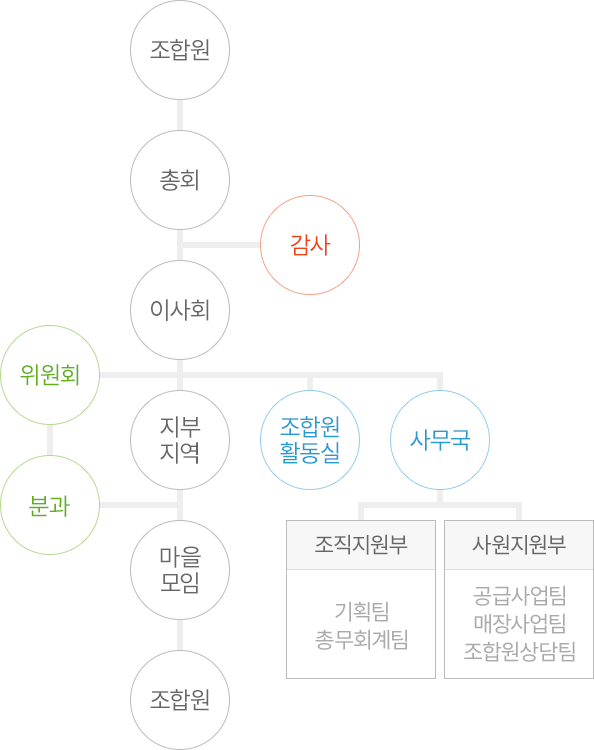 조합원
총회
감사
이사회
위원회
지부
지역
조합원
활동실
사무국
분과
마을
모임
조직지원부
사원지원부
기획팀
총무회계팀
공급사업팀
매장사업팀
조합원상담팀
조합원